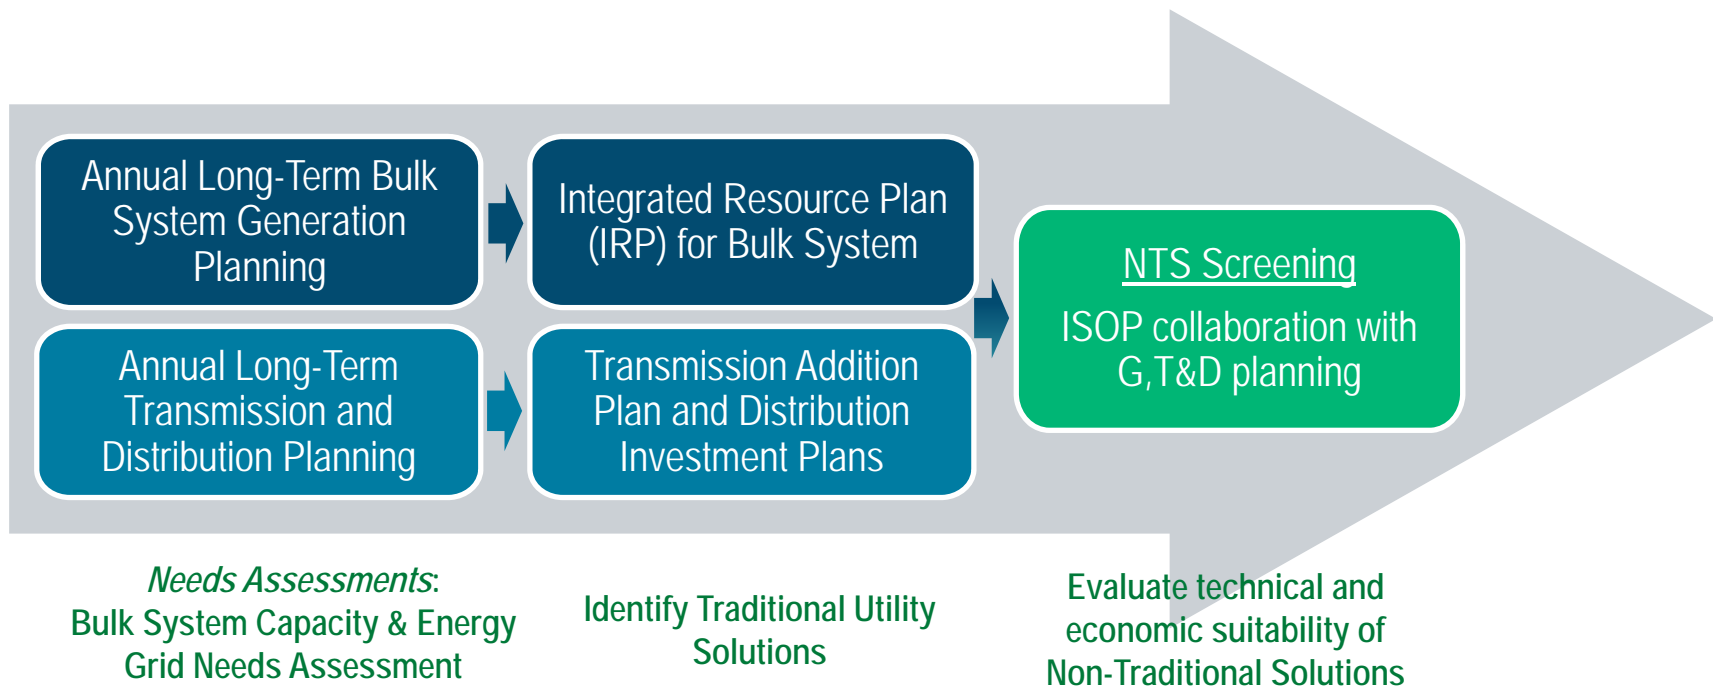 Annual Long-Term Bulk
System Generation
Planning
Integrated Resource Plan
(IRP) for Bulk System
Annual Long-Term
Transmission and
Distribution Planning
Transmission Addition
Plan and Distribution
Investment Plans
NTS Screening
ISOP collaboration with
G,T&D planning
Needs Assessments:
Bulk System Capacity & Energy
Grid Needs Assessment
Identify Traditional Utility
Solutions
Evaluate technical and
economic suitability of
Non-Traditional Solutions